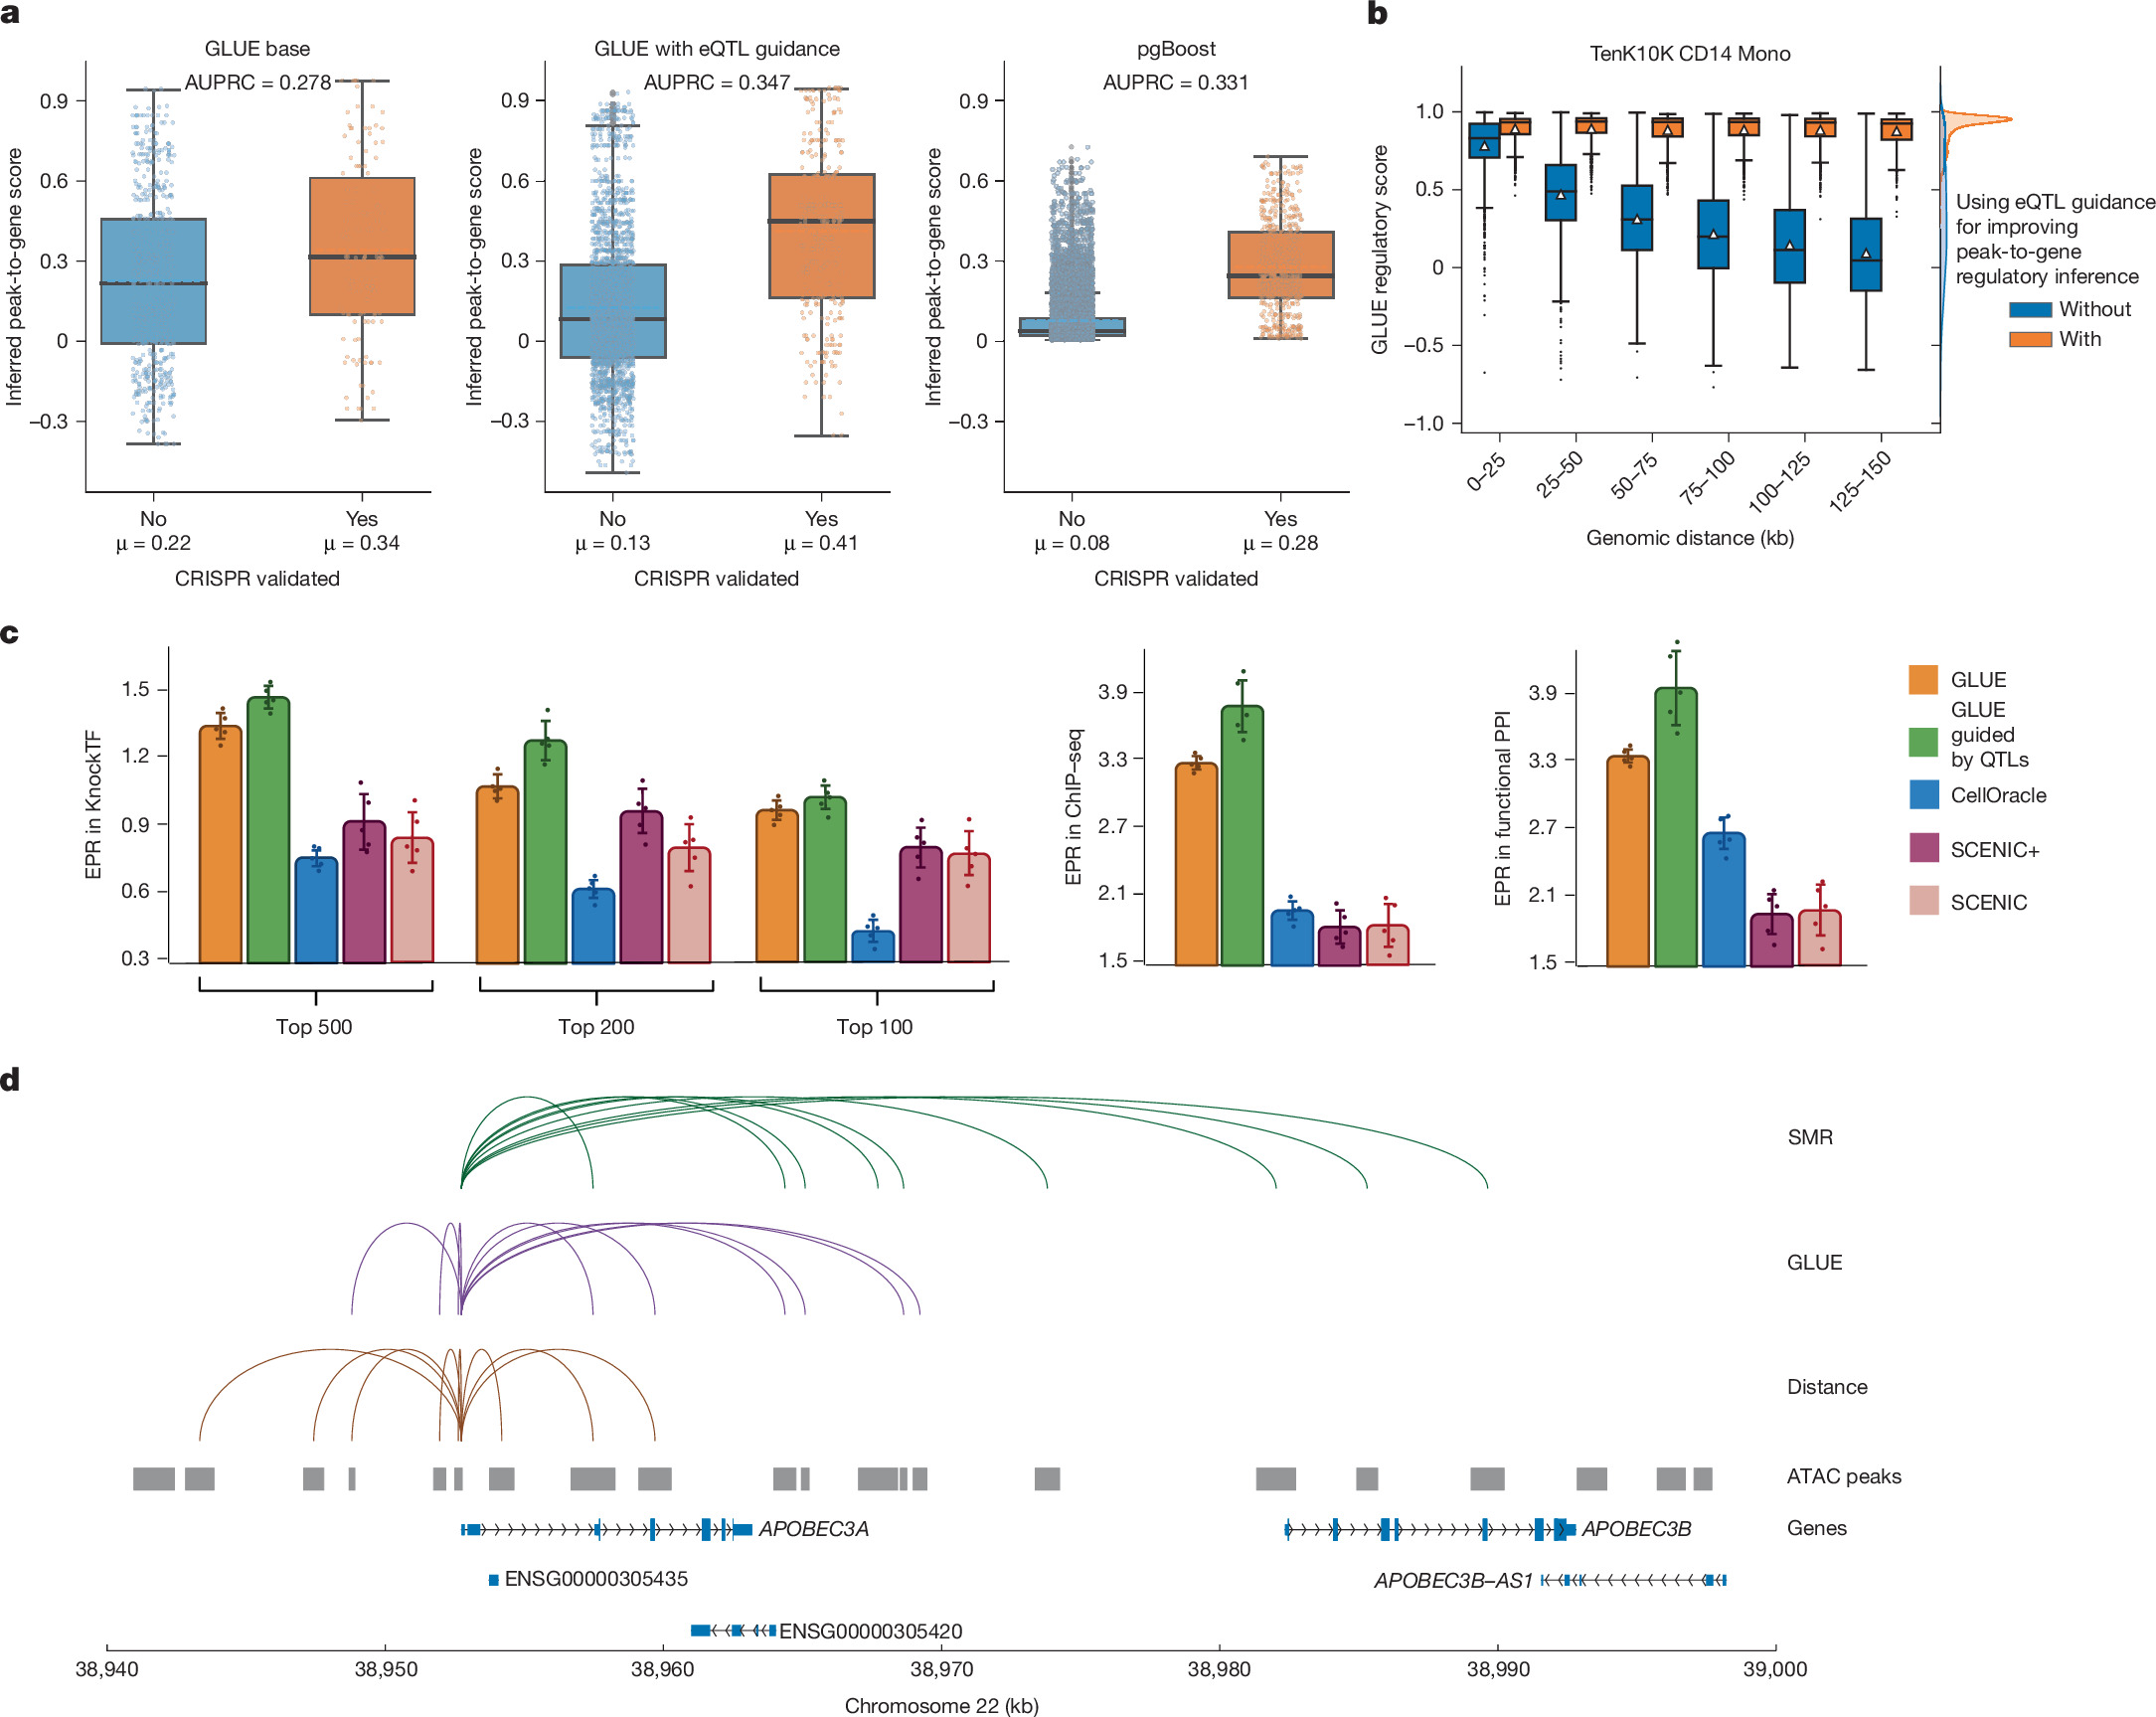 a
GLUE base
AUPRC = 0.278
Inferred peak-to-gene score
0.9
0.6
0.3
0
–0.3
No
μ = 0.22
Yes
μ = 0.34
CRISPR validated
GLUE with eQTL guidance
AUPRC = 0.347
Inferred peak-to-gene score
0.9
0.6
0.3
0
–0.3
No
μ = 0.13
Yes
μ = 0.41
CRISPR validated
pgBoost
AUPRC = 0.331
Inferred peak-to-gene score
0.9
0.6
0.3
0
–0.3
No
μ = 0.08
Yes
μ = 0.28
CRISPR validated
b
TenK10K CD14 Mono
GLUE regulatory score
1.0
0.5
0
–0.5
–1.0
0–25
25–50
50–75
75–100
100–125
125–150
Genomic distance (kb)
Using eQTL guidance
for improving
peak-to-gene
regulatory inference
Without
With
c
EPR in KnockTF
1.5
1.2
0.9
0.6
0.3
Top 500
Top 200
Top 100
EPR in ChIP–seq
3.9
3.3
2.7
2.1
1.5
EPR in functional PPI
3.9
3.3
2.7
2.1
1.5
GLUE
GLUE
guided
by QTLs
CellOracle
SCENIC+
SCENIC
d
SMR
GLUE
Distance
ATAC peaks
APOBEC3A
APOBEC3B
Genes
ENSG00000305435
APOBEC3B–AS1
ENSG00000305420
38,940
38,950
38,960
38,970
38,980
38,990
39,000
Chromosome 22 (kb)